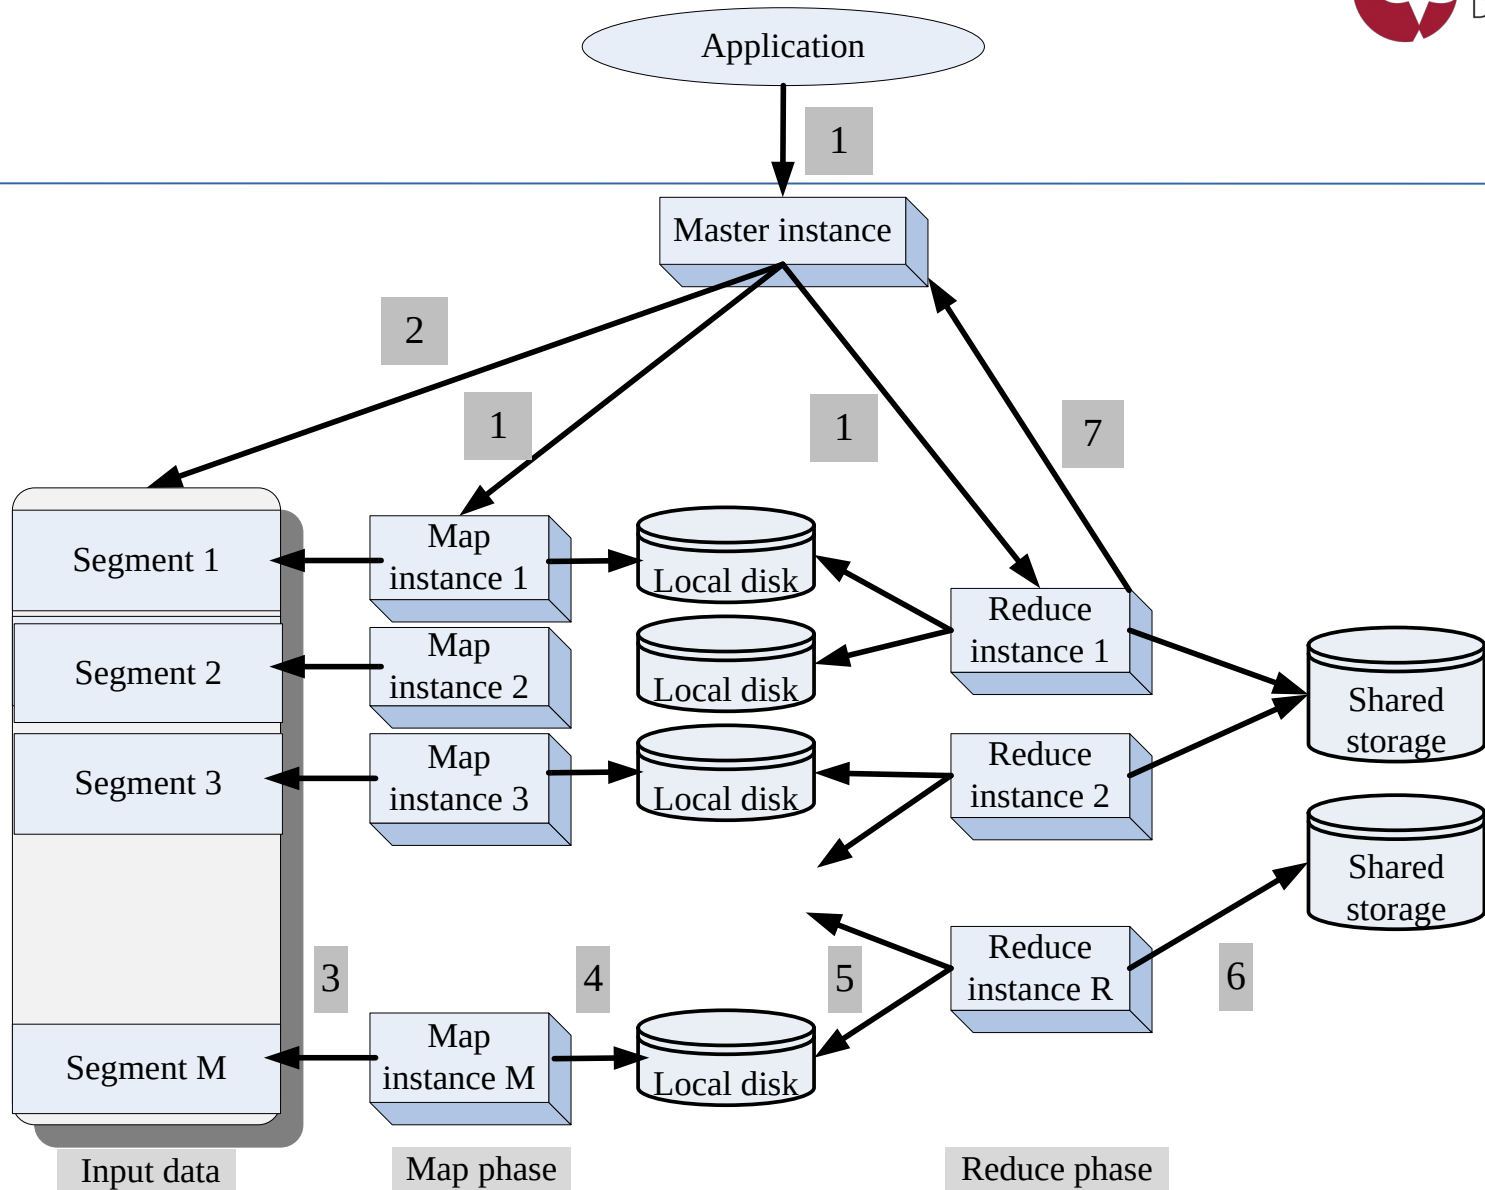 Application
1
Master instance
2
1
1
7
Segment 1
Map
instance 1
Local disk
Reduce
instance 1
Segment 2
Map
instance 2
Local disk
Shared
storage
Segment 3
Map
instance 3
Local disk
Reduce
instance 2
Shared
storage
3
4
5
Reduce
instance R
6
Segment M
Map
instance M
Local disk
Input data
Map phase
Reduce phase